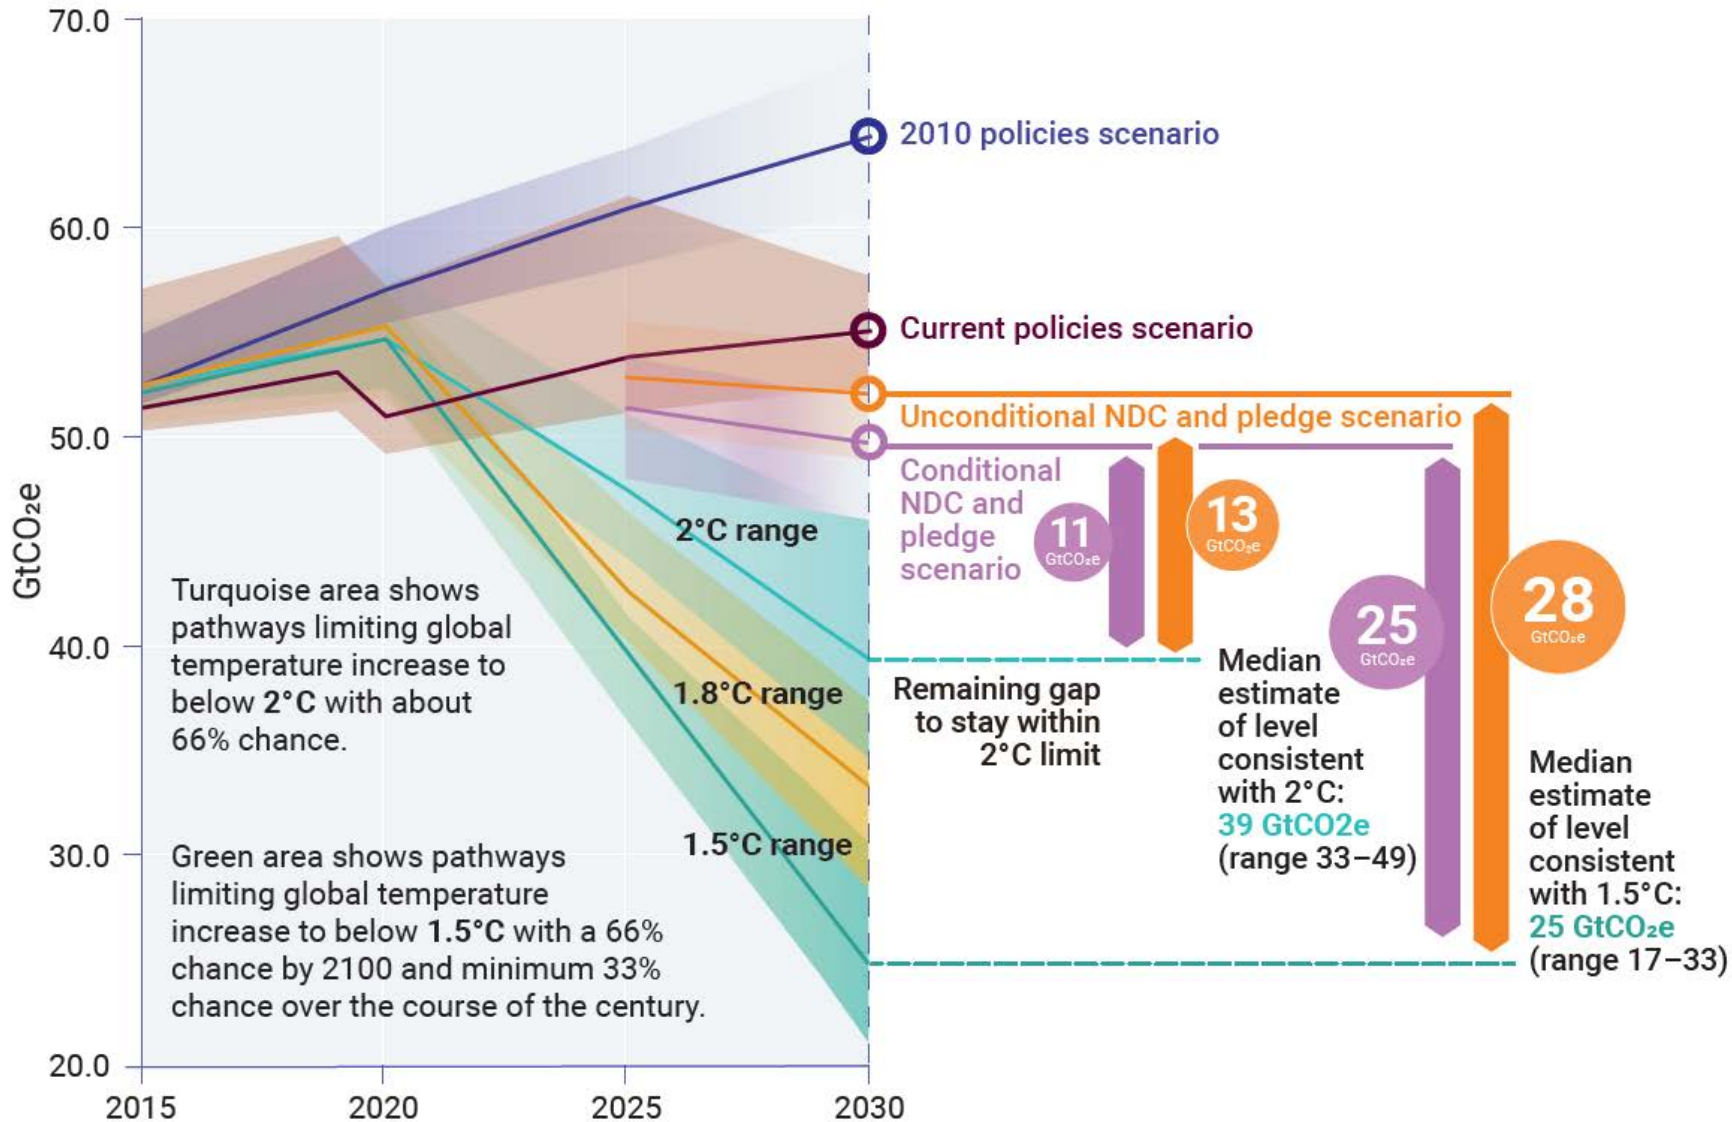 70.0
60.0
50.0
40.0
30.0
20.0
GtCO₂e
2015
2020
2025
2030
2010 policies scenario
Current policies scenario
Unconditional NDC and pledge scenario
Conditional
NDC and
pledge
scenario
11
GtCO₂e
13
GtCO₂e
25
GtCO₂e
28
GtCO₂e
2°C range
1.8°C range
1.5°C range
Turquoise area shows
pathways limiting global
temperature increase to
below 2°C with about
66% chance.
Green area shows pathways
limiting global temperature
increase to below 1.5°C with a 66%
chance by 2100 and minimum 33%
chance over the course of the century.
Remaining gap
to stay within
2°C limit
Median
estimate
of level
consistent
with 2°C:
39 GtCO2e
(range 33–49)
Median
estimate
of level
consistent
with 1.5°C:
25 GtCO₂e
(range 17–33)